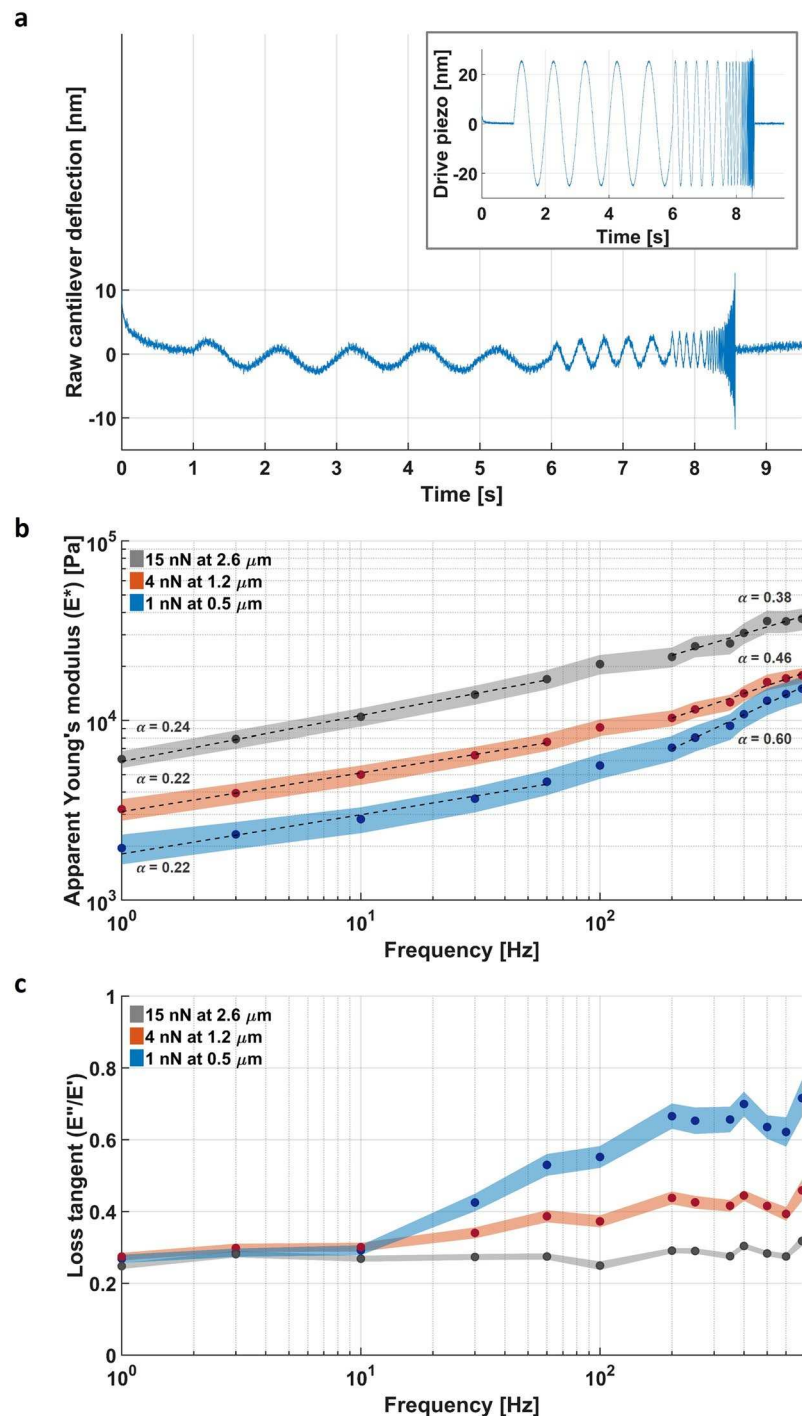 a
Raw cantilever deflection [nm]
10
0
-10
0 1 2 3 4 5 6 7 8 9
Time [s]
Drive piezo [nm]
20
0
-20
0 2 4 6 8
Time [s]
b
Apparent Young's modulus (E*) [Pa]
10^5
10^4
10^3
15 nN at 2.6 μm
4 nN at 1.2 μm
1 nN at 0.5 μm
α = 0.38
α = 0.46
α = 0.60
α = 0.24
α = 0.22
α = 0.22
10^0 10^1 10^2
Frequency [Hz]
c
Loss tangent (E''/E')
1
0.8
0.6
0.4
0.2
0
15 nN at 2.6 μm
4 nN at 1.2 μm
1 nN at 0.5 μm
10^0 10^1 10^2
Frequency [Hz]